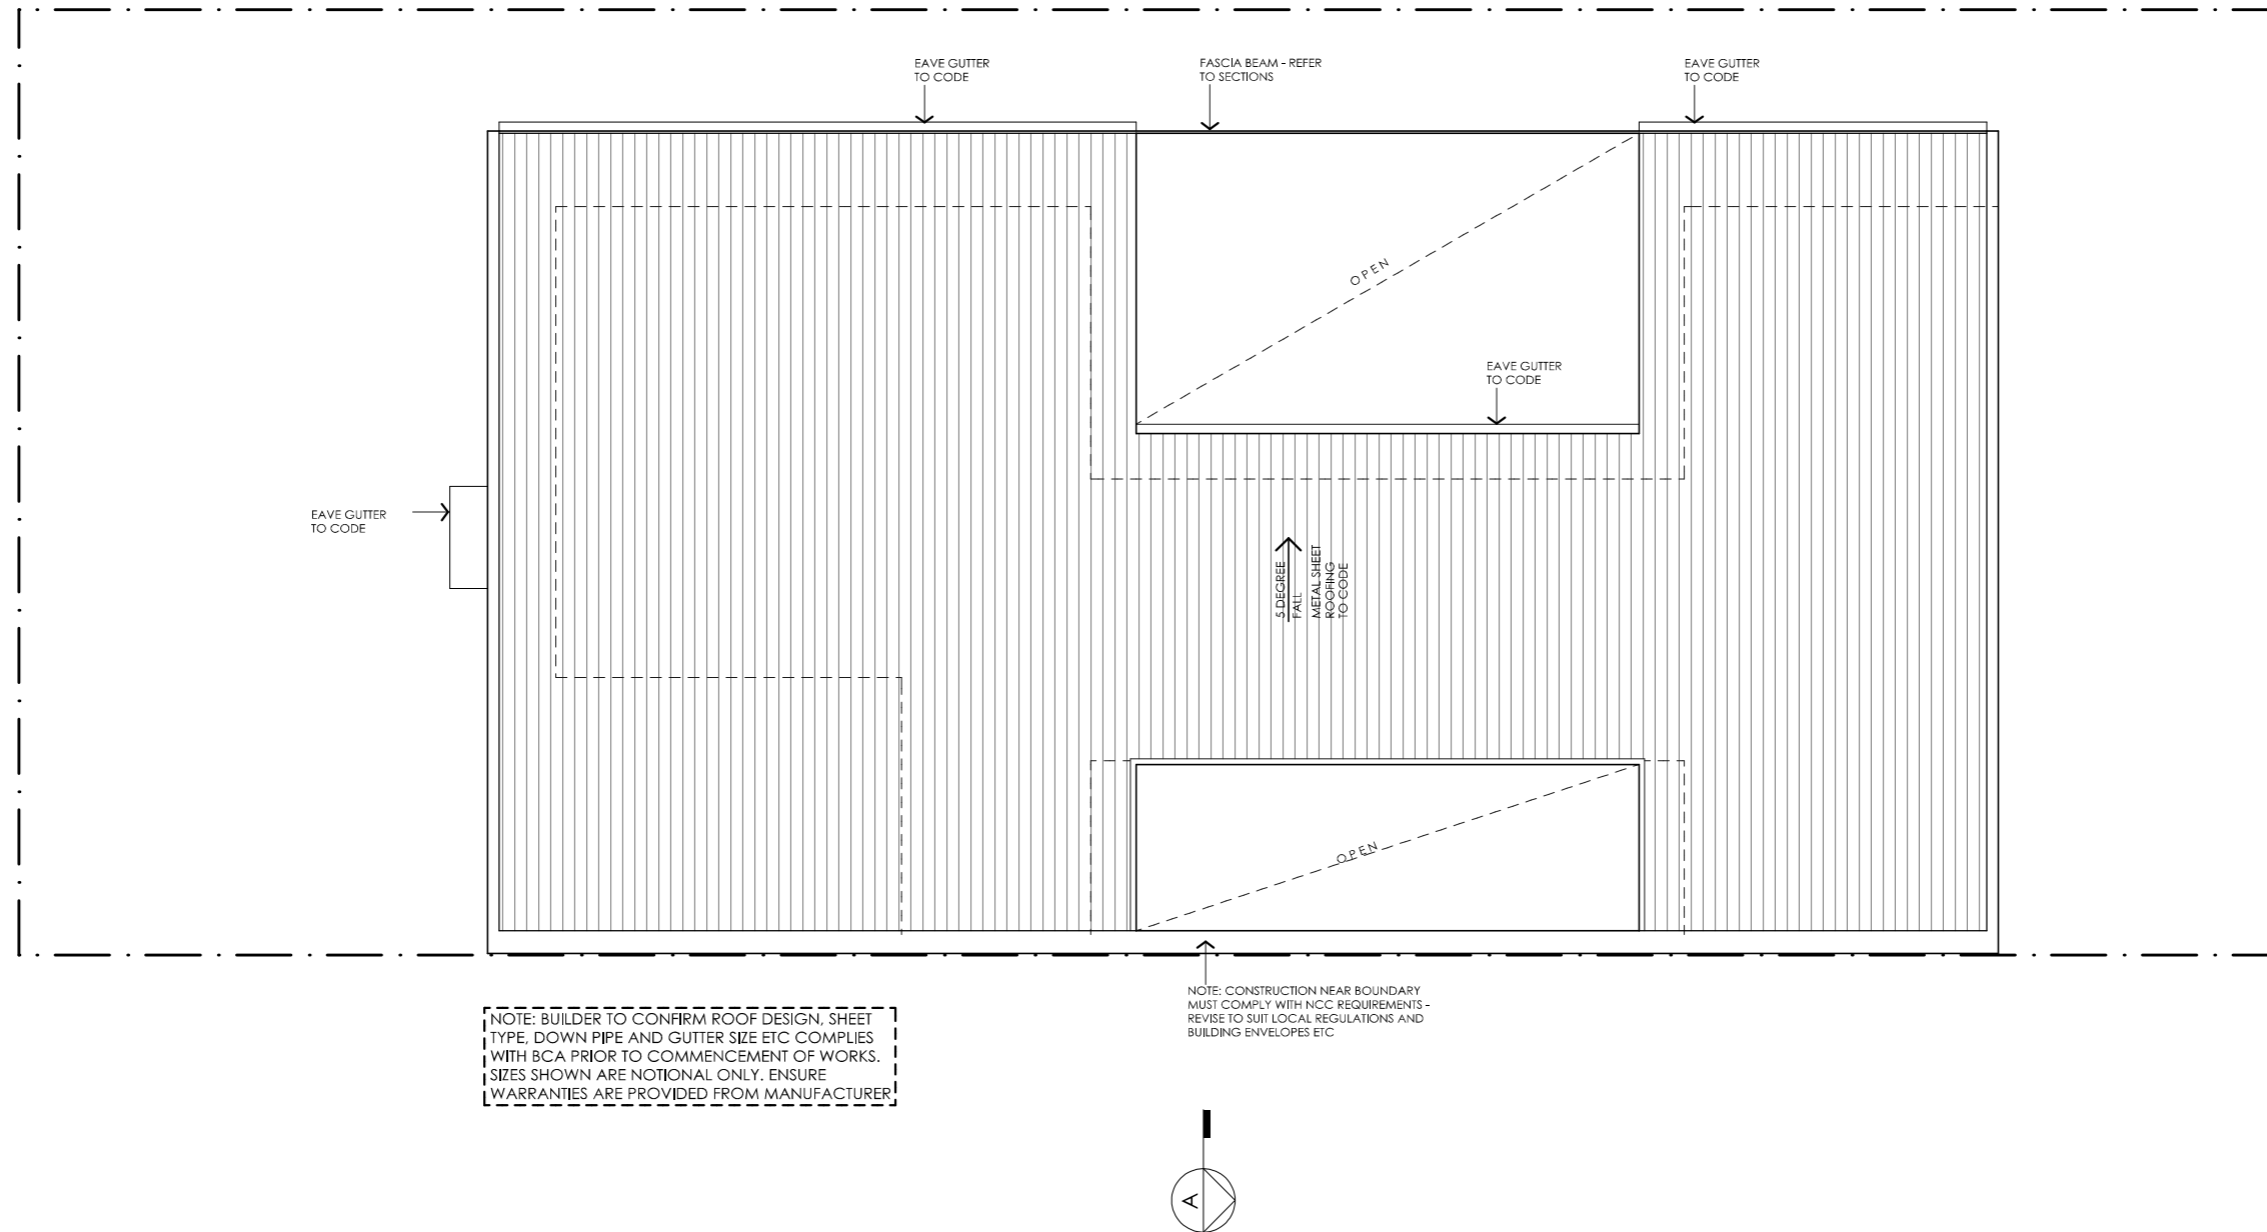 EAVE GUTTER
TO CODE
FASCIA BEAM - REFER
TO SECTIONS
EAVE GUTTER
TO CODE
OPEN
EAVE GUTTER
TO CODE
EAVE GUTTER
TO CODE
5 DEGREE
FALL
METAL SHEET
ROOFING
TO CODE
OPEN
NOTE: CONSTRUCTION NEAR BOUNDARY
MUST COMPLY WITH NCC REQUIREMENTS -
REVISE TO SUIT LOCAL REGULATIONS AND
BUILDING ENVELOPES ETC
NOTE: BUILDER TO CONFIRM ROOF DESIGN, SHEET
TYPE, DOWN PIPE AND GUTTER SIZE ETC COMPLIES
WITH BCA PRIOR TO COMMENCEMENT OF WORKS.
SIZES SHOWN ARE NOTIONAL ONLY. ENSURE
WARRANTIES ARE PROVIDED FROM MANUFACTURER
A